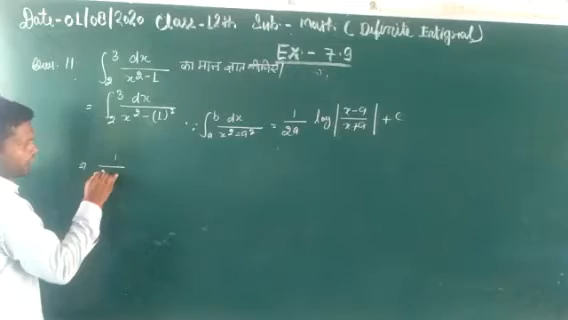 Date-01/08/2020 Class-12th Sub.- Math ( Definite Integral)
Ex.- 7.9
Que. 11. ∫₂³ dx/(x²-1) का मान ज्ञात कीजिए।
= ∫₂³ dx/(x²-(1)²) ∵ ∫ₐᵇ dx/(x²-a²) = 1/2a log |(x-a)/(x+a)| + C
= 1/